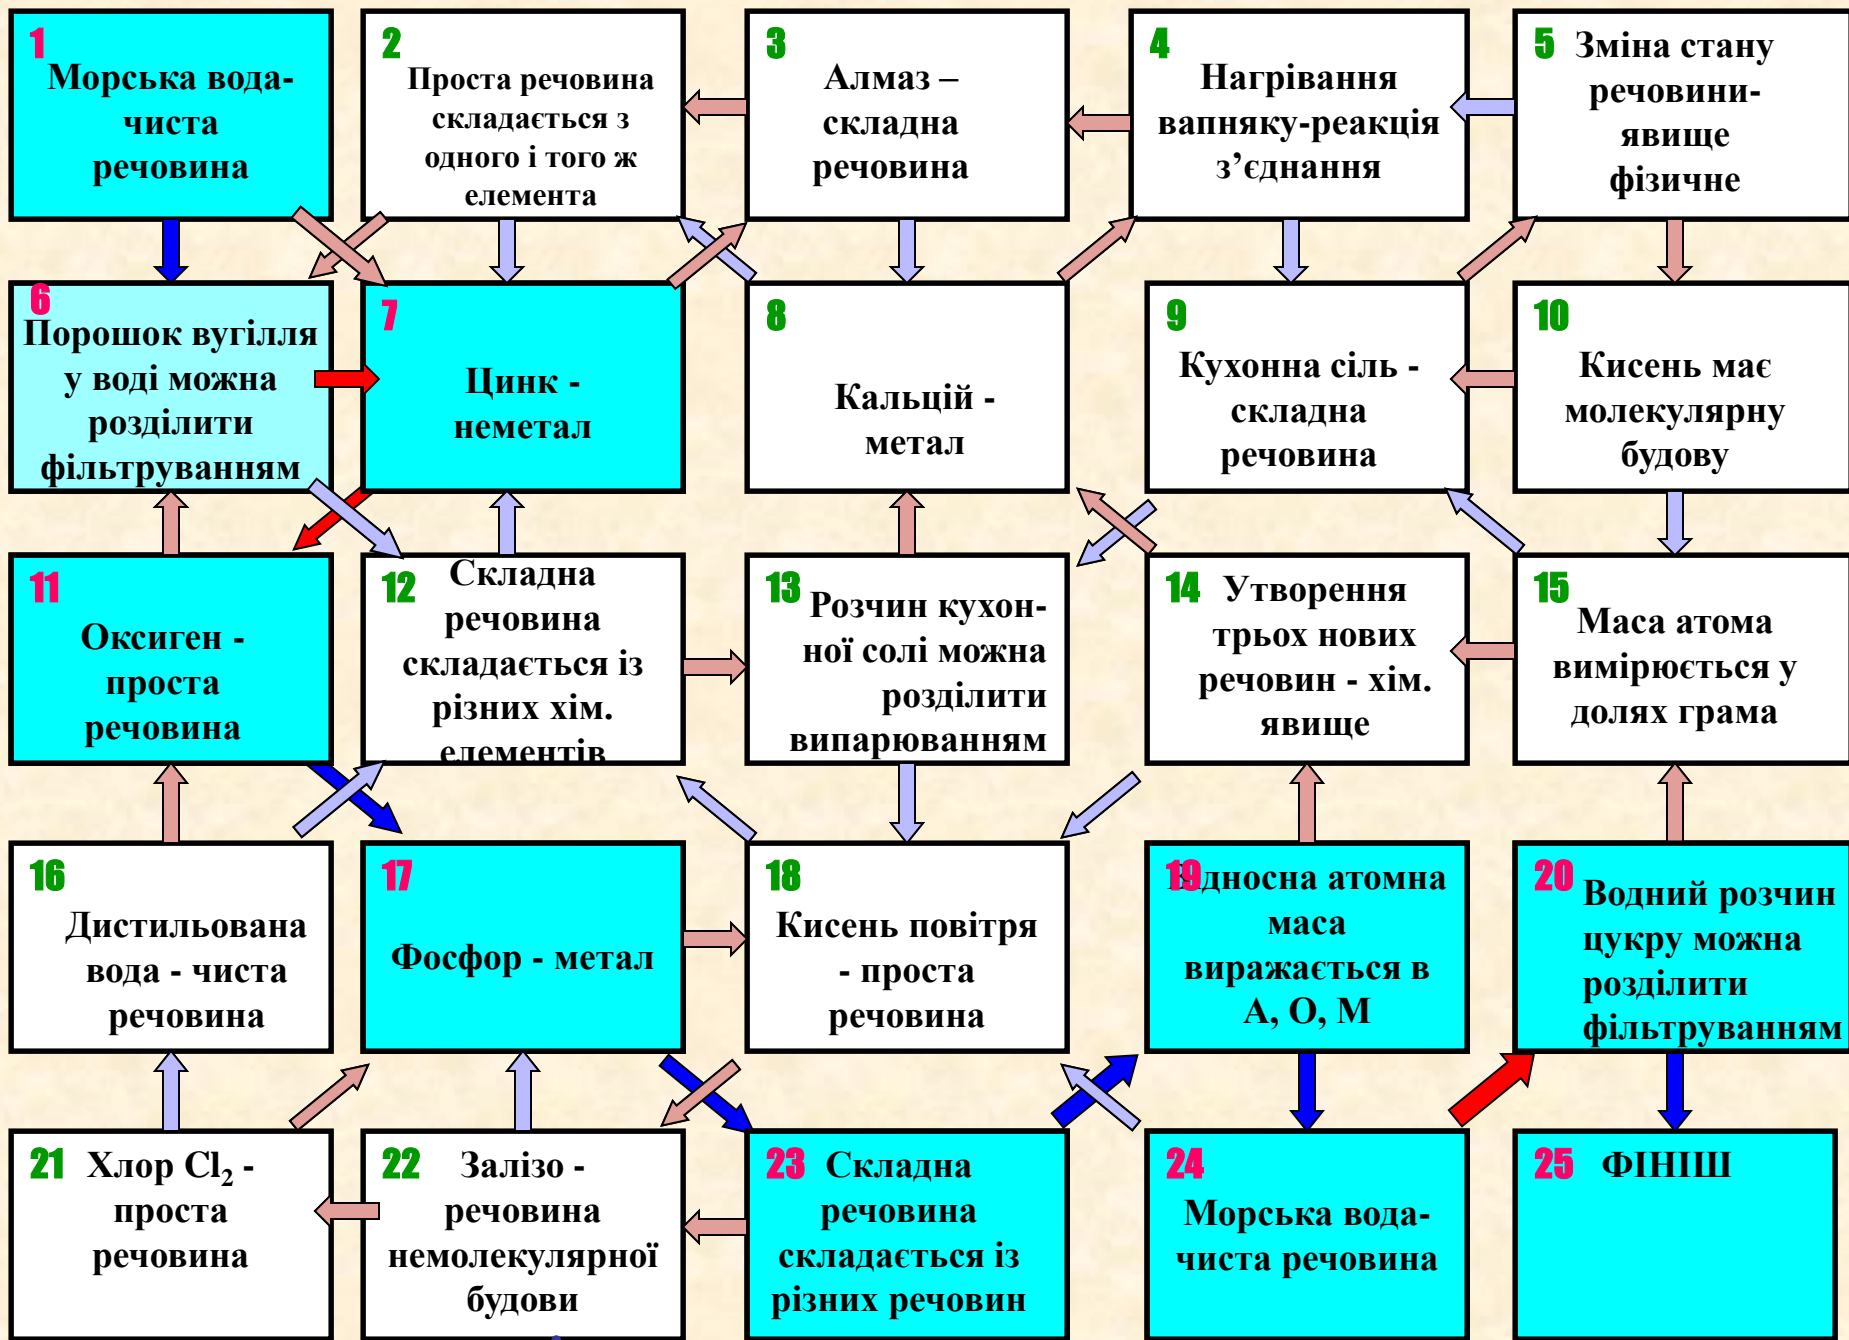 1
Морська вода-
чиста
речовина
2
Проста речовина
складається з
одного і того ж
елемента
3
Алмаз –
складна
речовина
4
Нагрівання
вапняку-реакція
з’єднання
5 Зміна стану
речовини-
явище
фізичне
6
Порошок вугілля
у воді можна
розділити
фільтруванням
7
Цинк -
неметал
8
Кальцій -
метал
9
Кухонна сіль -
складна
речовина
10
Кисень має
молекулярну
будову
11
Оксиген -
проста
речовина
12 Складна
речовина
складається із
різних хім.
елементів
13 Розчин кухон-
ної солі можна
розділити
випарюванням
14 Утворення
трьох нових
речовин - хім.
явище
15
Маса атома
вимірюється у
долях грама
16
Дистильована
вода - чиста
речовина
17
Фосфор - метал
18
Кисень повітря
- проста
речовина
19 атомна
маса
виражається в
А, О, М
20 Водний розчин
цукру можна
розділити
фільтруванням
21 Хлор Cl₂ -
проста
речовина
22 Залізо -
речовина
немолекулярної
будови
23 Складна
речовина
складається із
різних речовин
24
Морська вода-
чиста речовина
25 ФІНІШ